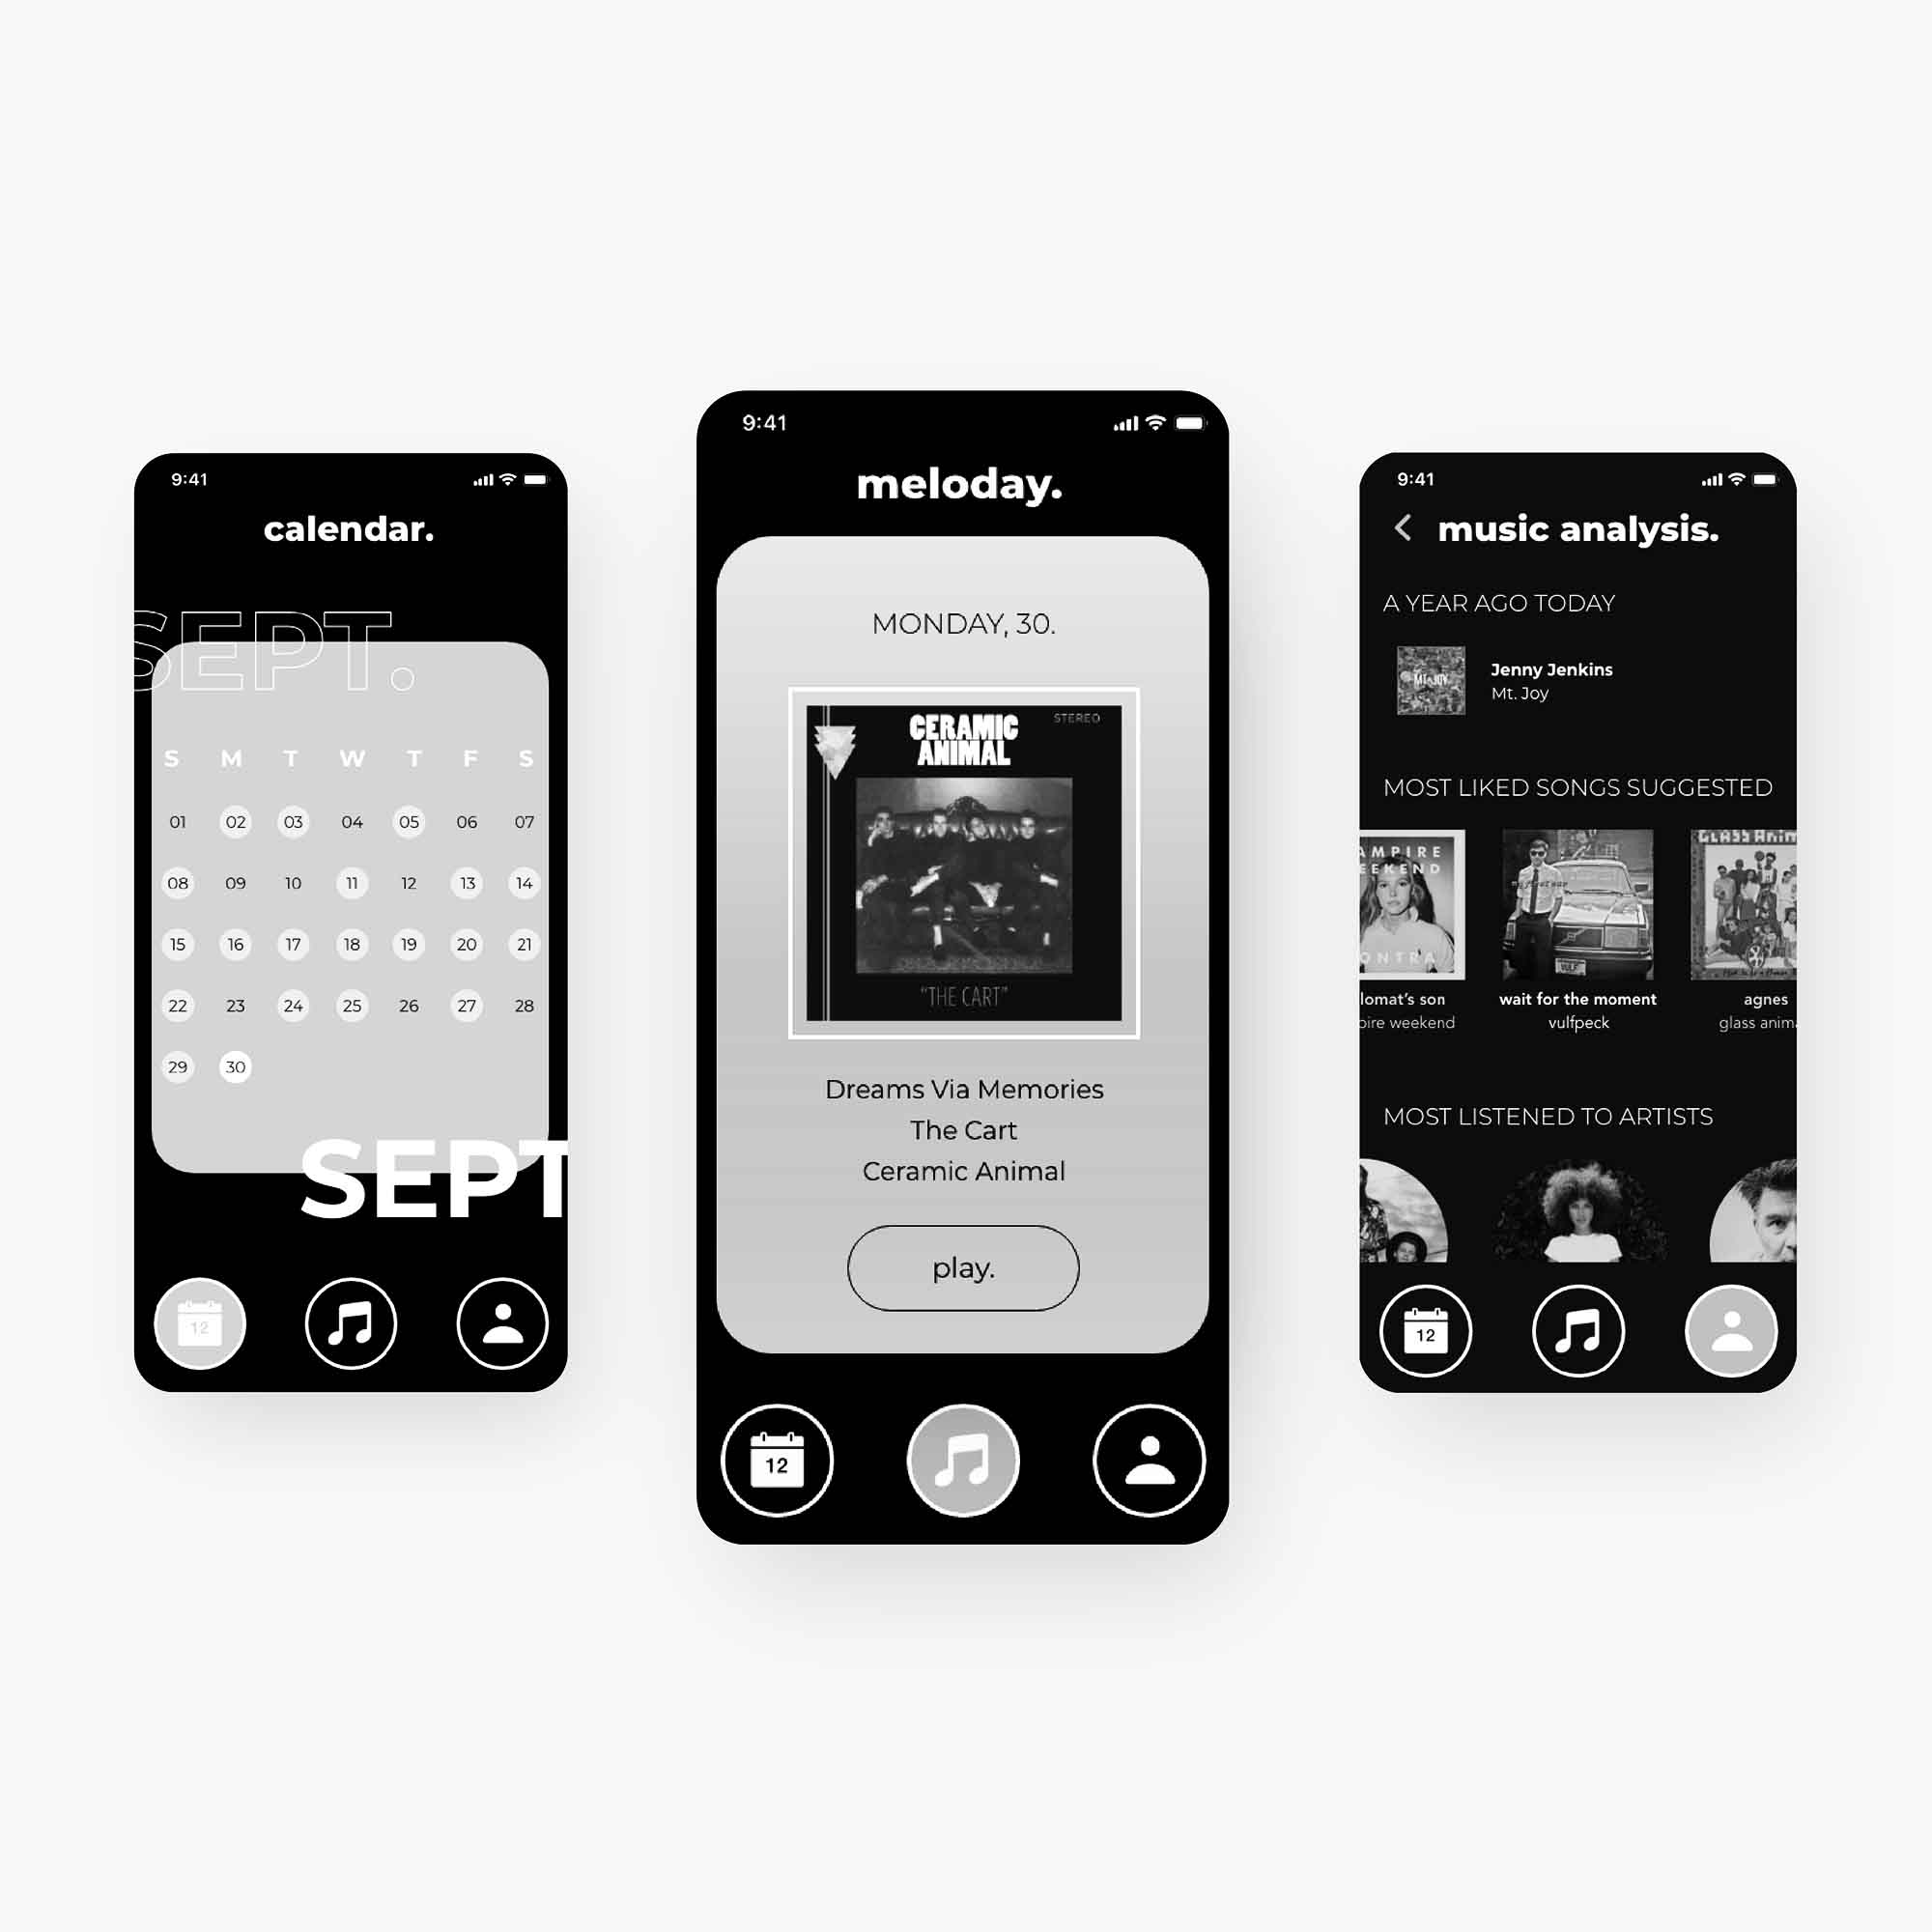 9:41
calendar.
SEPT.
S M T W T F S
01 02 03 04 05 06 07
08 09 10 11 12 13 14
15 16 17 18 19 20 21
22 23 24 25 26 27 28
29 30
SEPT
12
9:41
meloday.
MONDAY, 30.
CERAMIC
ANIMAL
STEREO
"THE CART"
Dreams Via Memories
The Cart
Ceramic Animal
play.
12
9:41
music analysis.
A YEAR AGO TODAY
MT. JOY
Jenny Jenkins
Mt. Joy
MOST LIKED SONGS SUGGESTED
AMPIRE
EEKEND
ONTRA
lomat's son
pire weekend
VULF
wait for the moment
vulfpeck
GLASS Anim
agnes
glass anima
MOST LISTENED TO ARTISTS
12